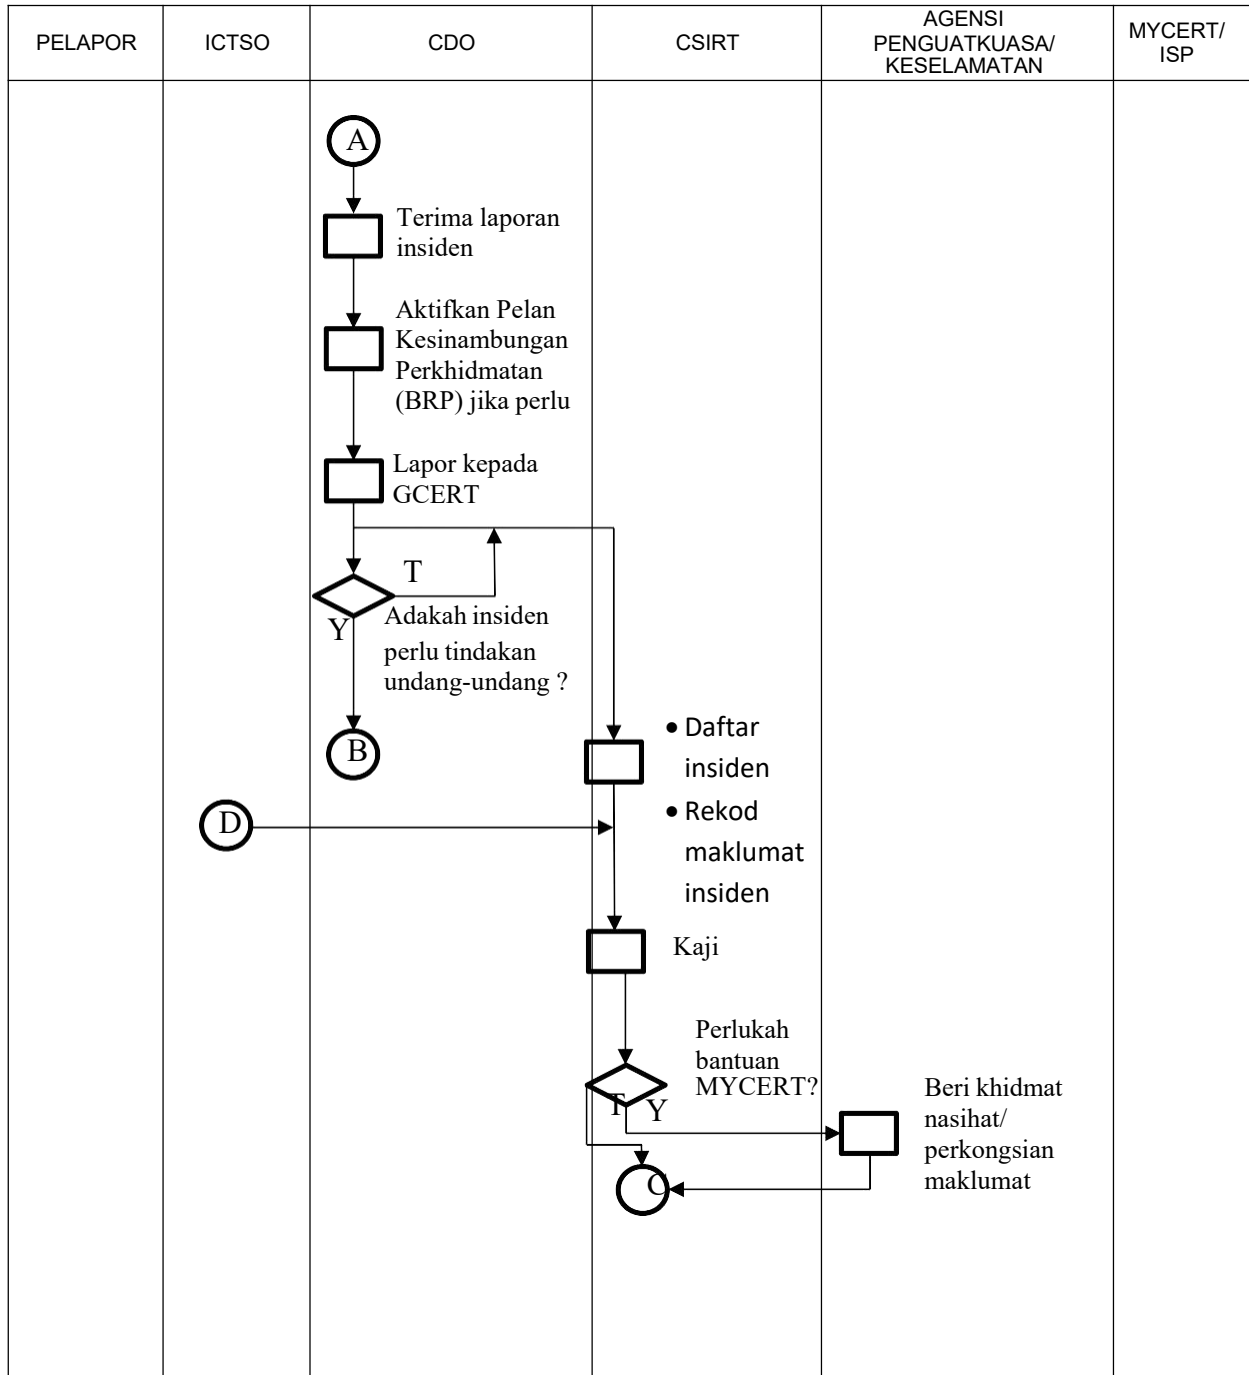 PELAPOR
ICTSO
CDO
CSIRT
AGENSI
PENGUATKUASA/
KESELAMATAN
MYCERT/
ISP
A
Terima laporan
insiden
Aktifkan Pelan
Kesinambungan
Perkhidmatan
(BRP) jika perlu
Lapor kepada
GCERT
T
Y
Adakah insiden
perlu tindakan
undang-undang ?
B
• Daftar
insiden
• Rekod
maklumat
insiden
D
Kaji
Perlukah
bantuan
MYCERT?
T
Y
Beri khidmat
nasihat/
perkongsian
maklumat
C